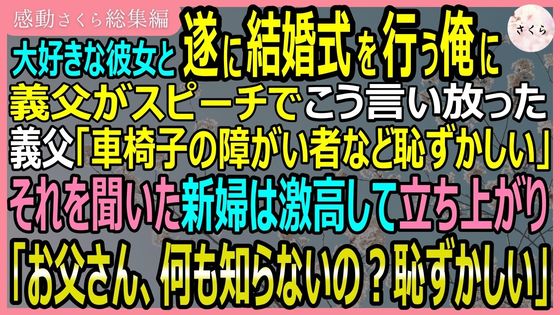 感動さくら総集編
さくら
大好きな彼女と遂に結婚式を行う俺に
義父がスピーチでこう言い放った
義父「車椅子の障がい者など恥ずかしい」
それを聞いた新婦は激高して立ち上がり
「お父さん、何も知らないの？恥ずかしい」